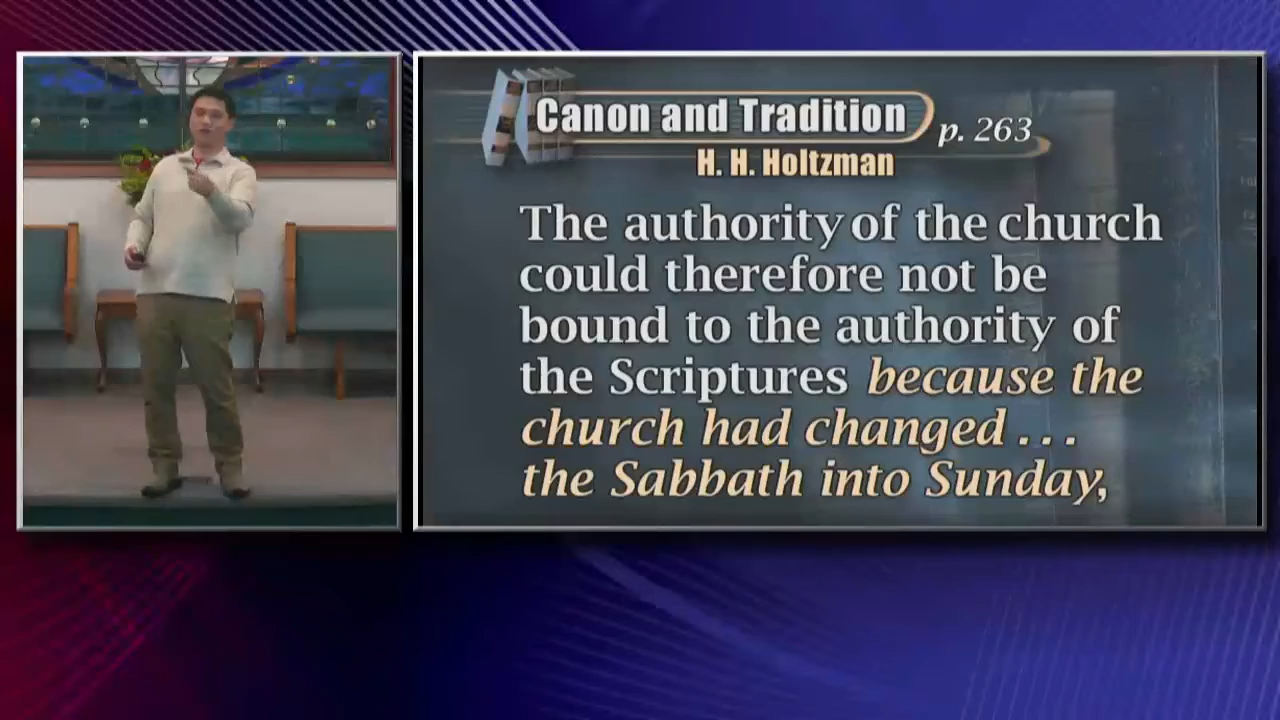 Canon and Tradition p. 263
H. H. Holtzman
The authority of the church
could therefore not be
bound to the authority of
the Scriptures because the
church had changed . . .
the Sabbath into Sunday,